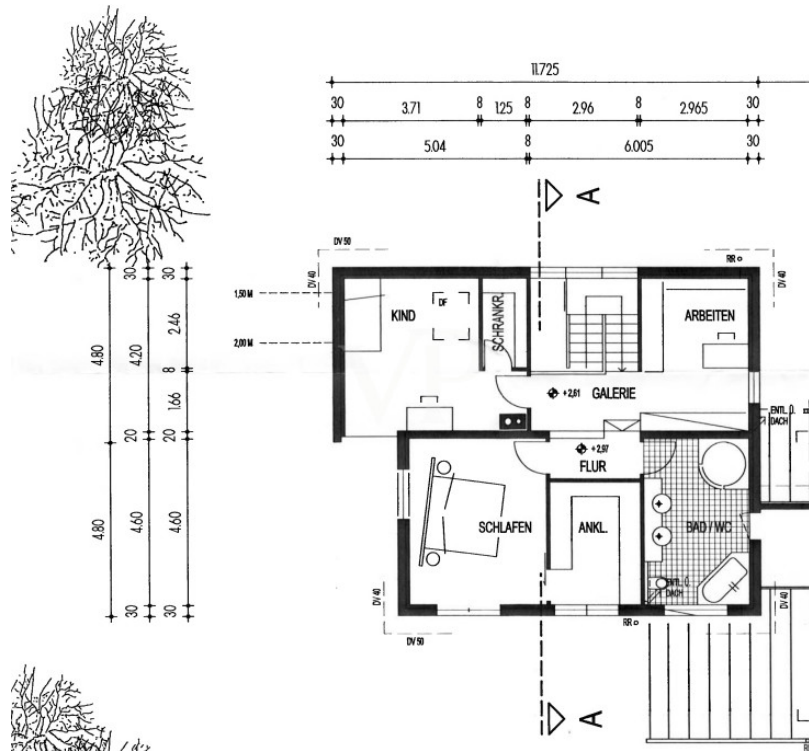 11.725
30 3.71 8 125 8 2.96 8 2.965 30
30 5.04 8 6.005 30
A
DV 50
RR
DV 40
DV 40
1,50 M
2,00 M
30 30
4.80 4.20 2.46
8
1.66
20 20
4.80 4.60 4.60
30 30
KIND
DF
SCHRANKR.
ARBEITEN
+2,61 GALERIE
ENTL. Ü.
DACH
+2,97
FLUR
SCHLAFEN
ANKL.
BAD / WC
ENTL. Ü.
DACH
DV 40
DV 40
RR
DV 50
A